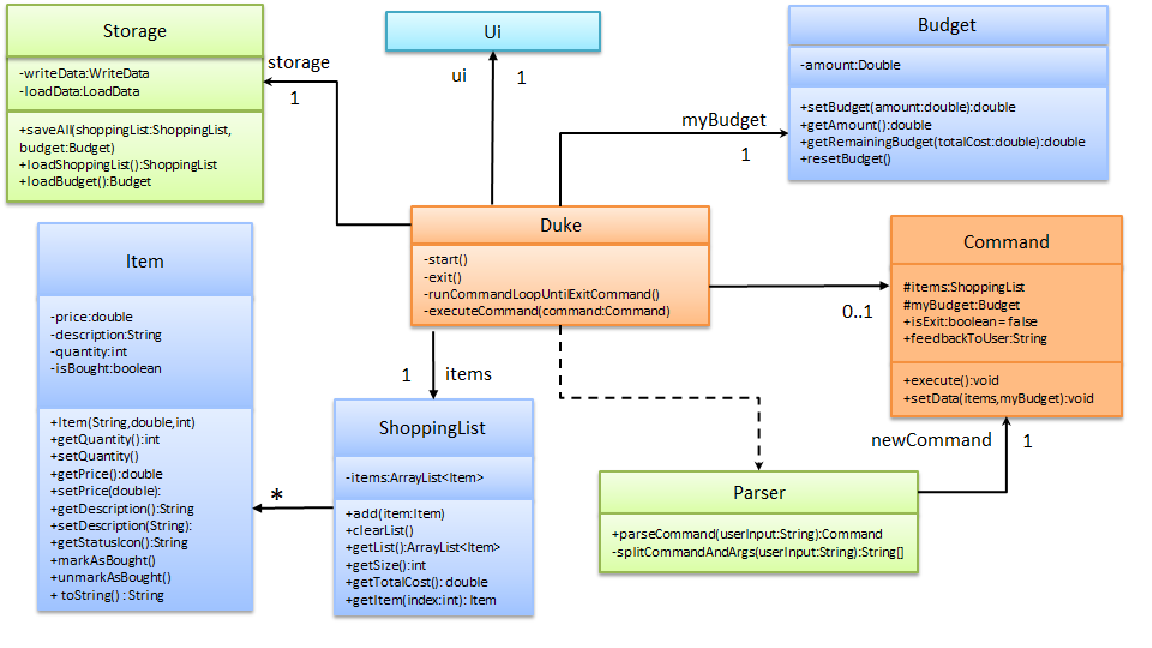 Storage
-writeData:WriteData
-loadData:LoadData
+saveAll(shoppingList:ShoppingList,
budget:Budget)
+loadShoppingList():ShoppingList
+loadBudget():Budget
storage
1
Ui
ui
1
Budget
-amount:Double
+setBudget(amount:double):double
+getAmount():double
+getRemainingBudget(totalCost:double):double
+resetBudget()
myBudget
1
Duke
-start()
-exit()
-runCommandLoopUntilExitCommand()
-executeCommand(command:Command)
Command
#items:ShoppingList
#myBudget:Budget
+isExit:boolean= false
+feedbackToUser:String
+execute():void
+setData(items,myBudget):void
0..1
Item
-price:double
-description:String
-quantity:int
-isBought:boolean
+Item(String,double,int)
+getQuantity():int
+setQuantity()
+getPrice():double
+setPrice(double):
+getDescription():String
+setDescription(String):
+getStatusIcon():String
+markAsBought()
+unmarkAsBought()
+ toString() : String
1
items
*
ShoppingList
-items:ArrayList<Item>
+add(item:Item)
+clearList()
+getList():ArrayList<Item>
+getSize():int
+getTotalCost(): double
+getItem(index:int): Item
newCommand
1
Parser
+parseCommand(userInput:String):Command
-splitCommandAndArgs(userInput:String):String[]